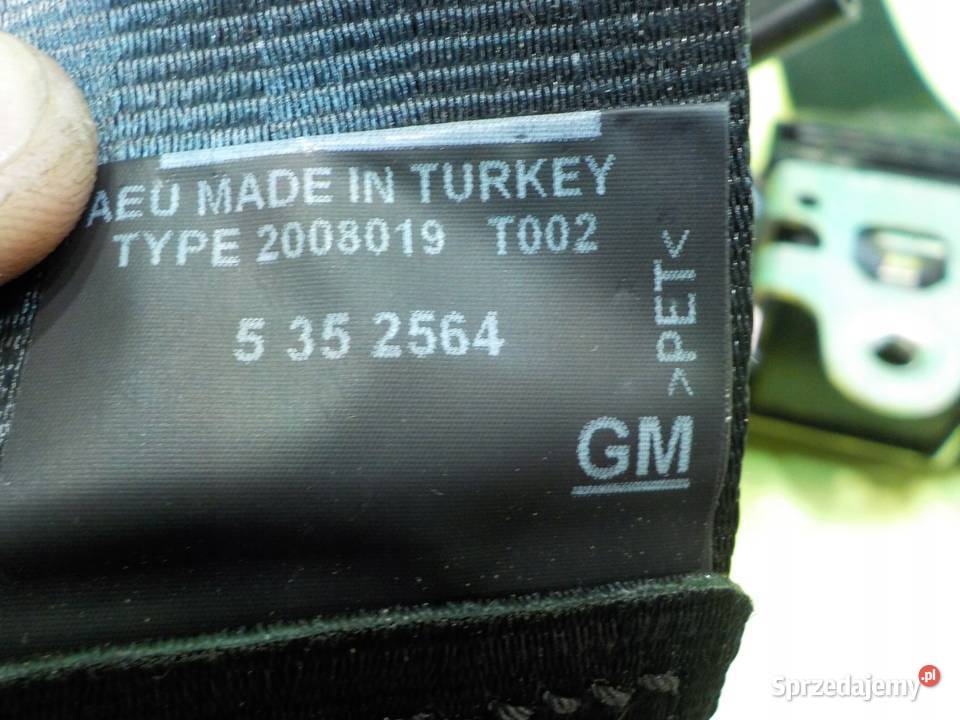 AEU MADE IN TURKEY
TYPE 2008019 T002
5 35 2564
>PET<
GM
Sprzedajemy.pl